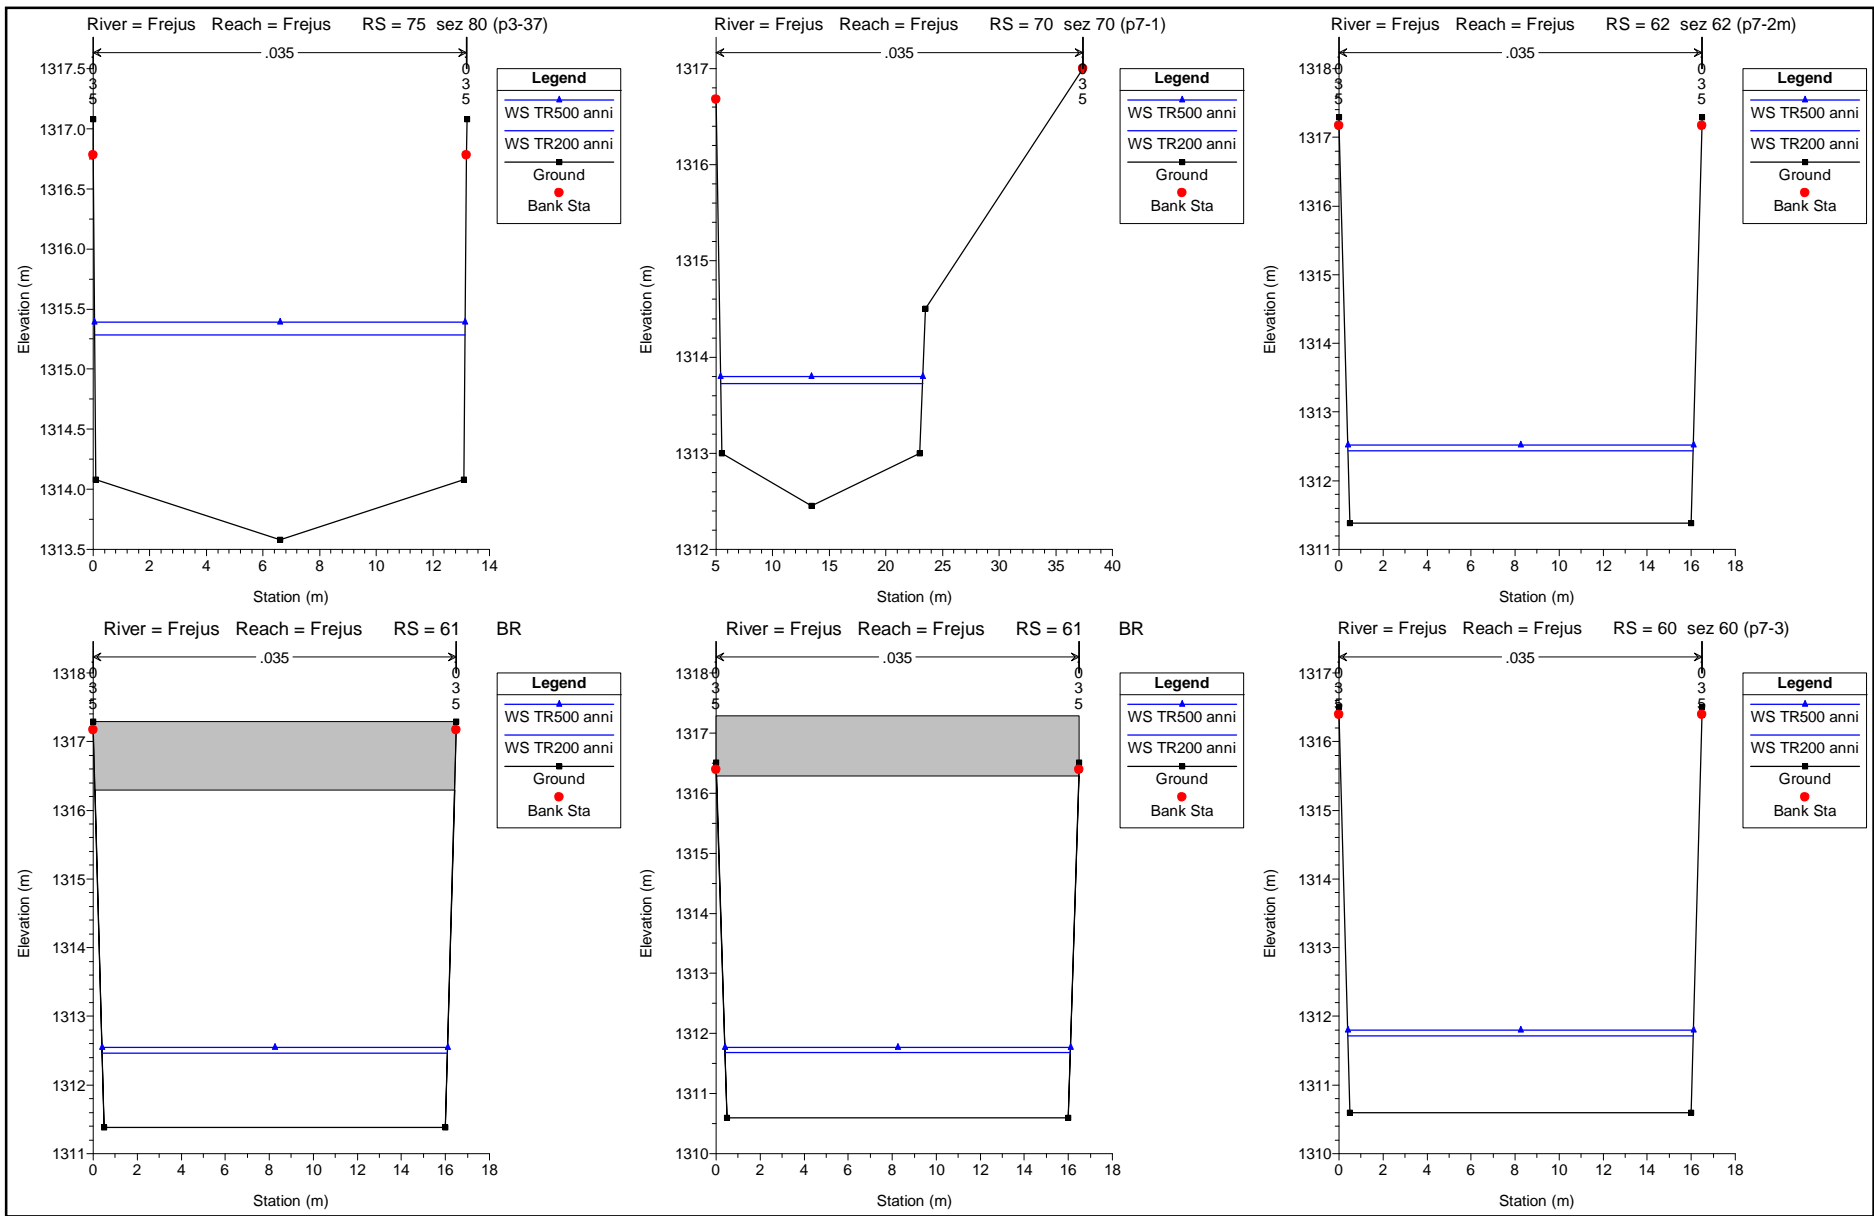 River = Frejus Reach = Frejus RS = 75 sez 80 (p3-37)
.035
.035
.035
Legend
WS TR500 anni
WS TR200 anni
Ground
Bank Sta
Elevation (m)
1317.5
1317.0
1316.5
1316.0
1315.5
1315.0
1314.5
1314.0
1313.5
0 2 4 6 8 10 12 14
Station (m)
River = Frejus Reach = Frejus RS = 70 sez 70 (p7-1)
.035
.035
Legend
WS TR500 anni
WS TR200 anni
Ground
Bank Sta
Elevation (m)
1317
1316
1315
1314
1313
1312
5 10 15 20 25 30 35 40
Station (m)
River = Frejus Reach = Frejus RS = 62 sez 62 (p7-2m)
.035
.035
.035
Legend
WS TR500 anni
WS TR200 anni
Ground
Bank Sta
Elevation (m)
1318
1317
1316
1315
1314
1313
1312
1311
0 2 4 6 8 10 12 14 16 18
Station (m)
River = Frejus Reach = Frejus RS = 61 BR
.035
.035
.035
Legend
WS TR500 anni
WS TR200 anni
Ground
Bank Sta
Elevation (m)
1318
1317
1316
1315
1314
1313
1312
1311
0 2 4 6 8 10 12 14 16 18
Station (m)
River = Frejus Reach = Frejus RS = 61 BR
.035
.035
.035
Legend
WS TR500 anni
WS TR200 anni
Ground
Bank Sta
Elevation (m)
1318
1317
1316
1315
1314
1313
1312
1311
1310
0 2 4 6 8 10 12 14 16 18
Station (m)
River = Frejus Reach = Frejus RS = 60 sez 60 (p7-3)
.035
.035
.035
Legend
WS TR500 anni
WS TR200 anni
Ground
Bank Sta
Elevation (m)
1317
1316
1315
1314
1313
1312
1311
1310
0 2 4 6 8 10 12 14 16 18
Station (m)